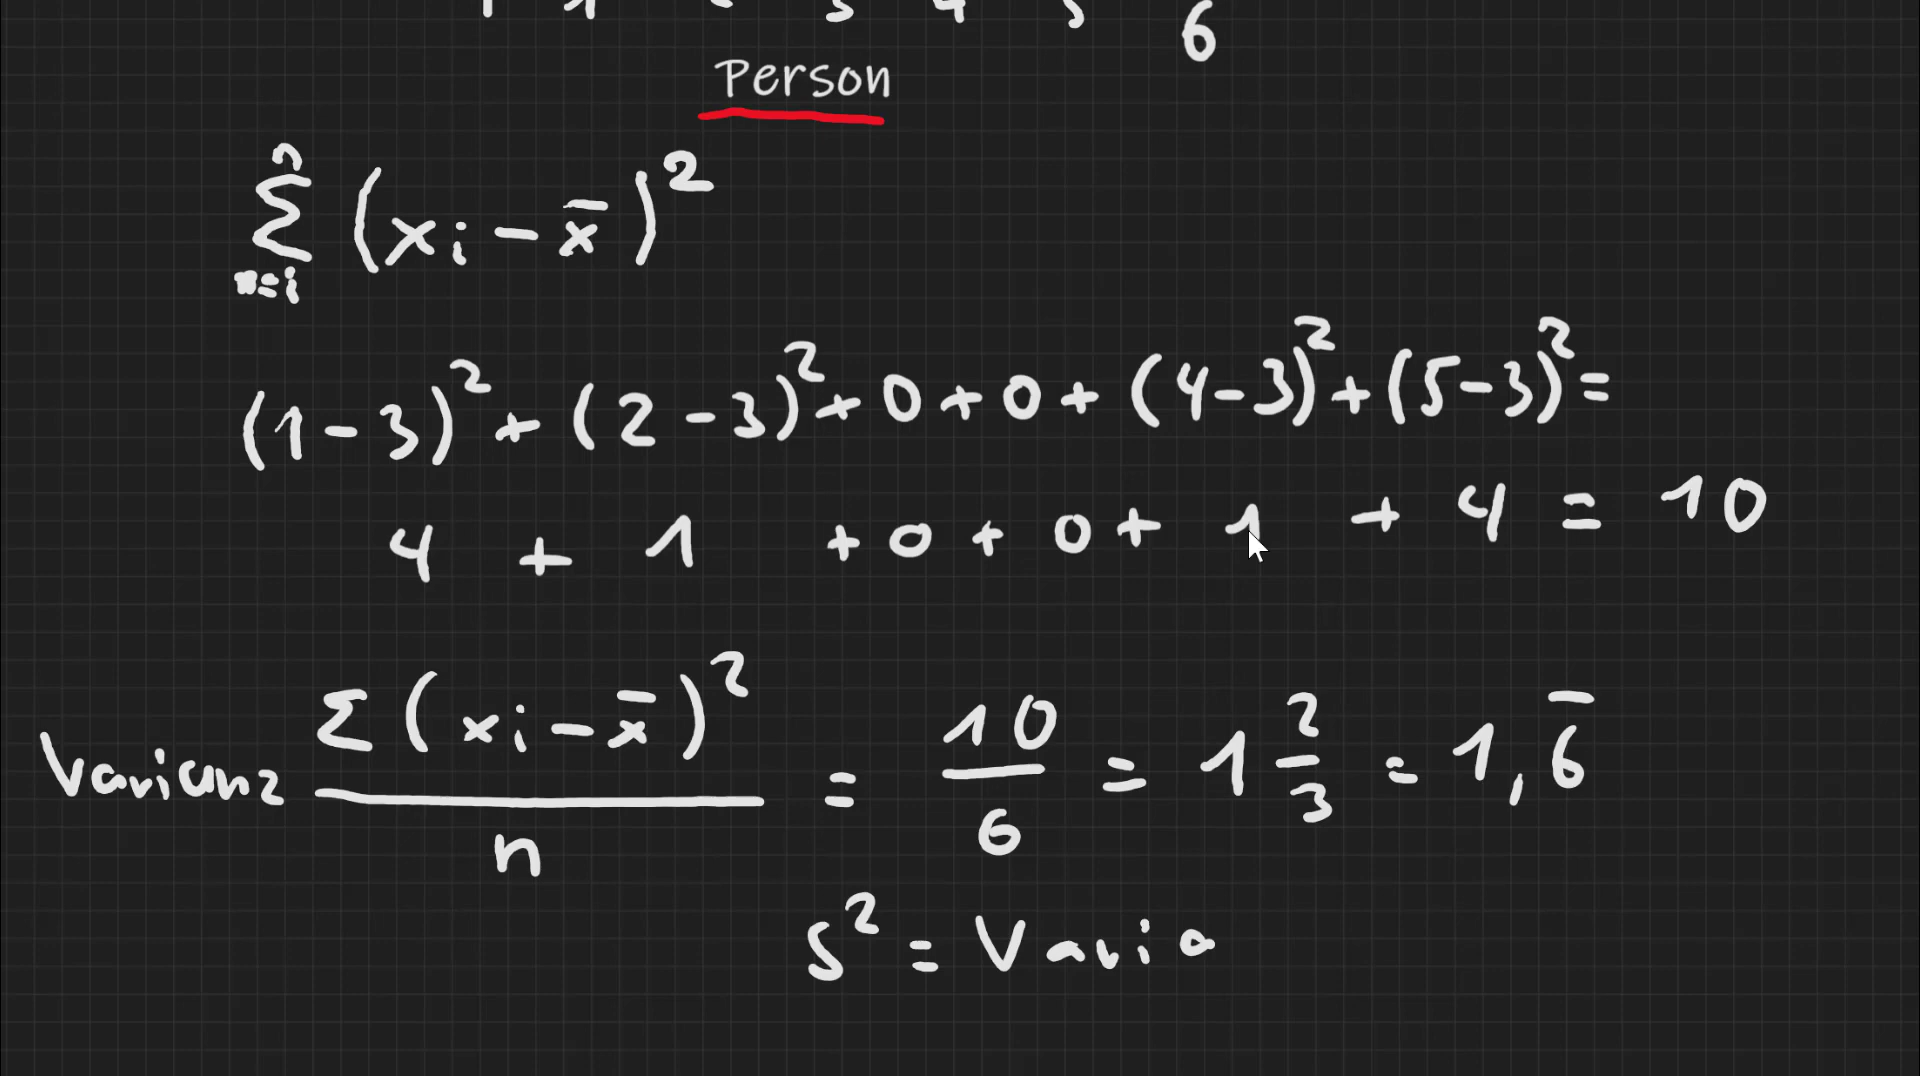 6
Person
n
Σ (xi - x̄)²
n=i
(1-3)² + (2-3)² + 0 + 0 + (4-3)² + (5-3)² =
4 + 1 + 0 + 0 + 1 + 4 = 10
Varianz Σ(xi - x̄)² / n = 10/6 = 1 2/3 = 1,6̅
s² = Varia